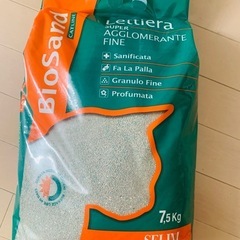 Lettiera
SUPER
AGGLOMERANTE
FINE
+ Sanificata
+ Fa La Palla
+ Granulo Fine
+ Profumata
BioSand
7,5Kg